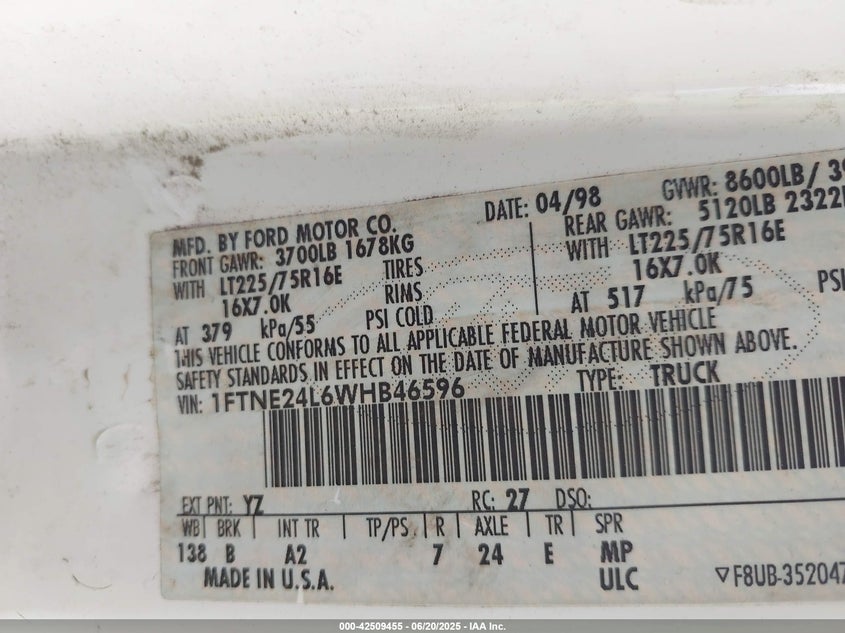 MFD. BY FORD MOTOR CO. DATE: 04/98 GVWR: 8600LB/ 39
FRONT GAWR: 3700LB 1678KG REAR GAWR: 5120LB 2322
WITH LT225/75R16E TIRES WITH LT225/75R16E
16X7.0K RIMS 16X7.0K
AT 379 kPa/55 PSI COLD AT 517 kPa/75 PSI
THIS VEHICLE CONFORMS TO ALL APPLICABLE FEDERAL MOTOR VEHICLE
SAFETY STANDARDS IN EFFECT ON THE DATE OF MANUFACTURE SHOWN ABOVE.
VIN: 1FTNE24L6WHB46596 TYPE: TRUCK
EXT PNT: YZ RC: 27 DSO:
WB BRK INT TR TP/PS R AXLE TR SPR
138 B A2 7 24 E MP
MADE IN U.S.A. ULC ▽F8UB-352047
000-42509455 - 06/20/2025 - IAA Inc.